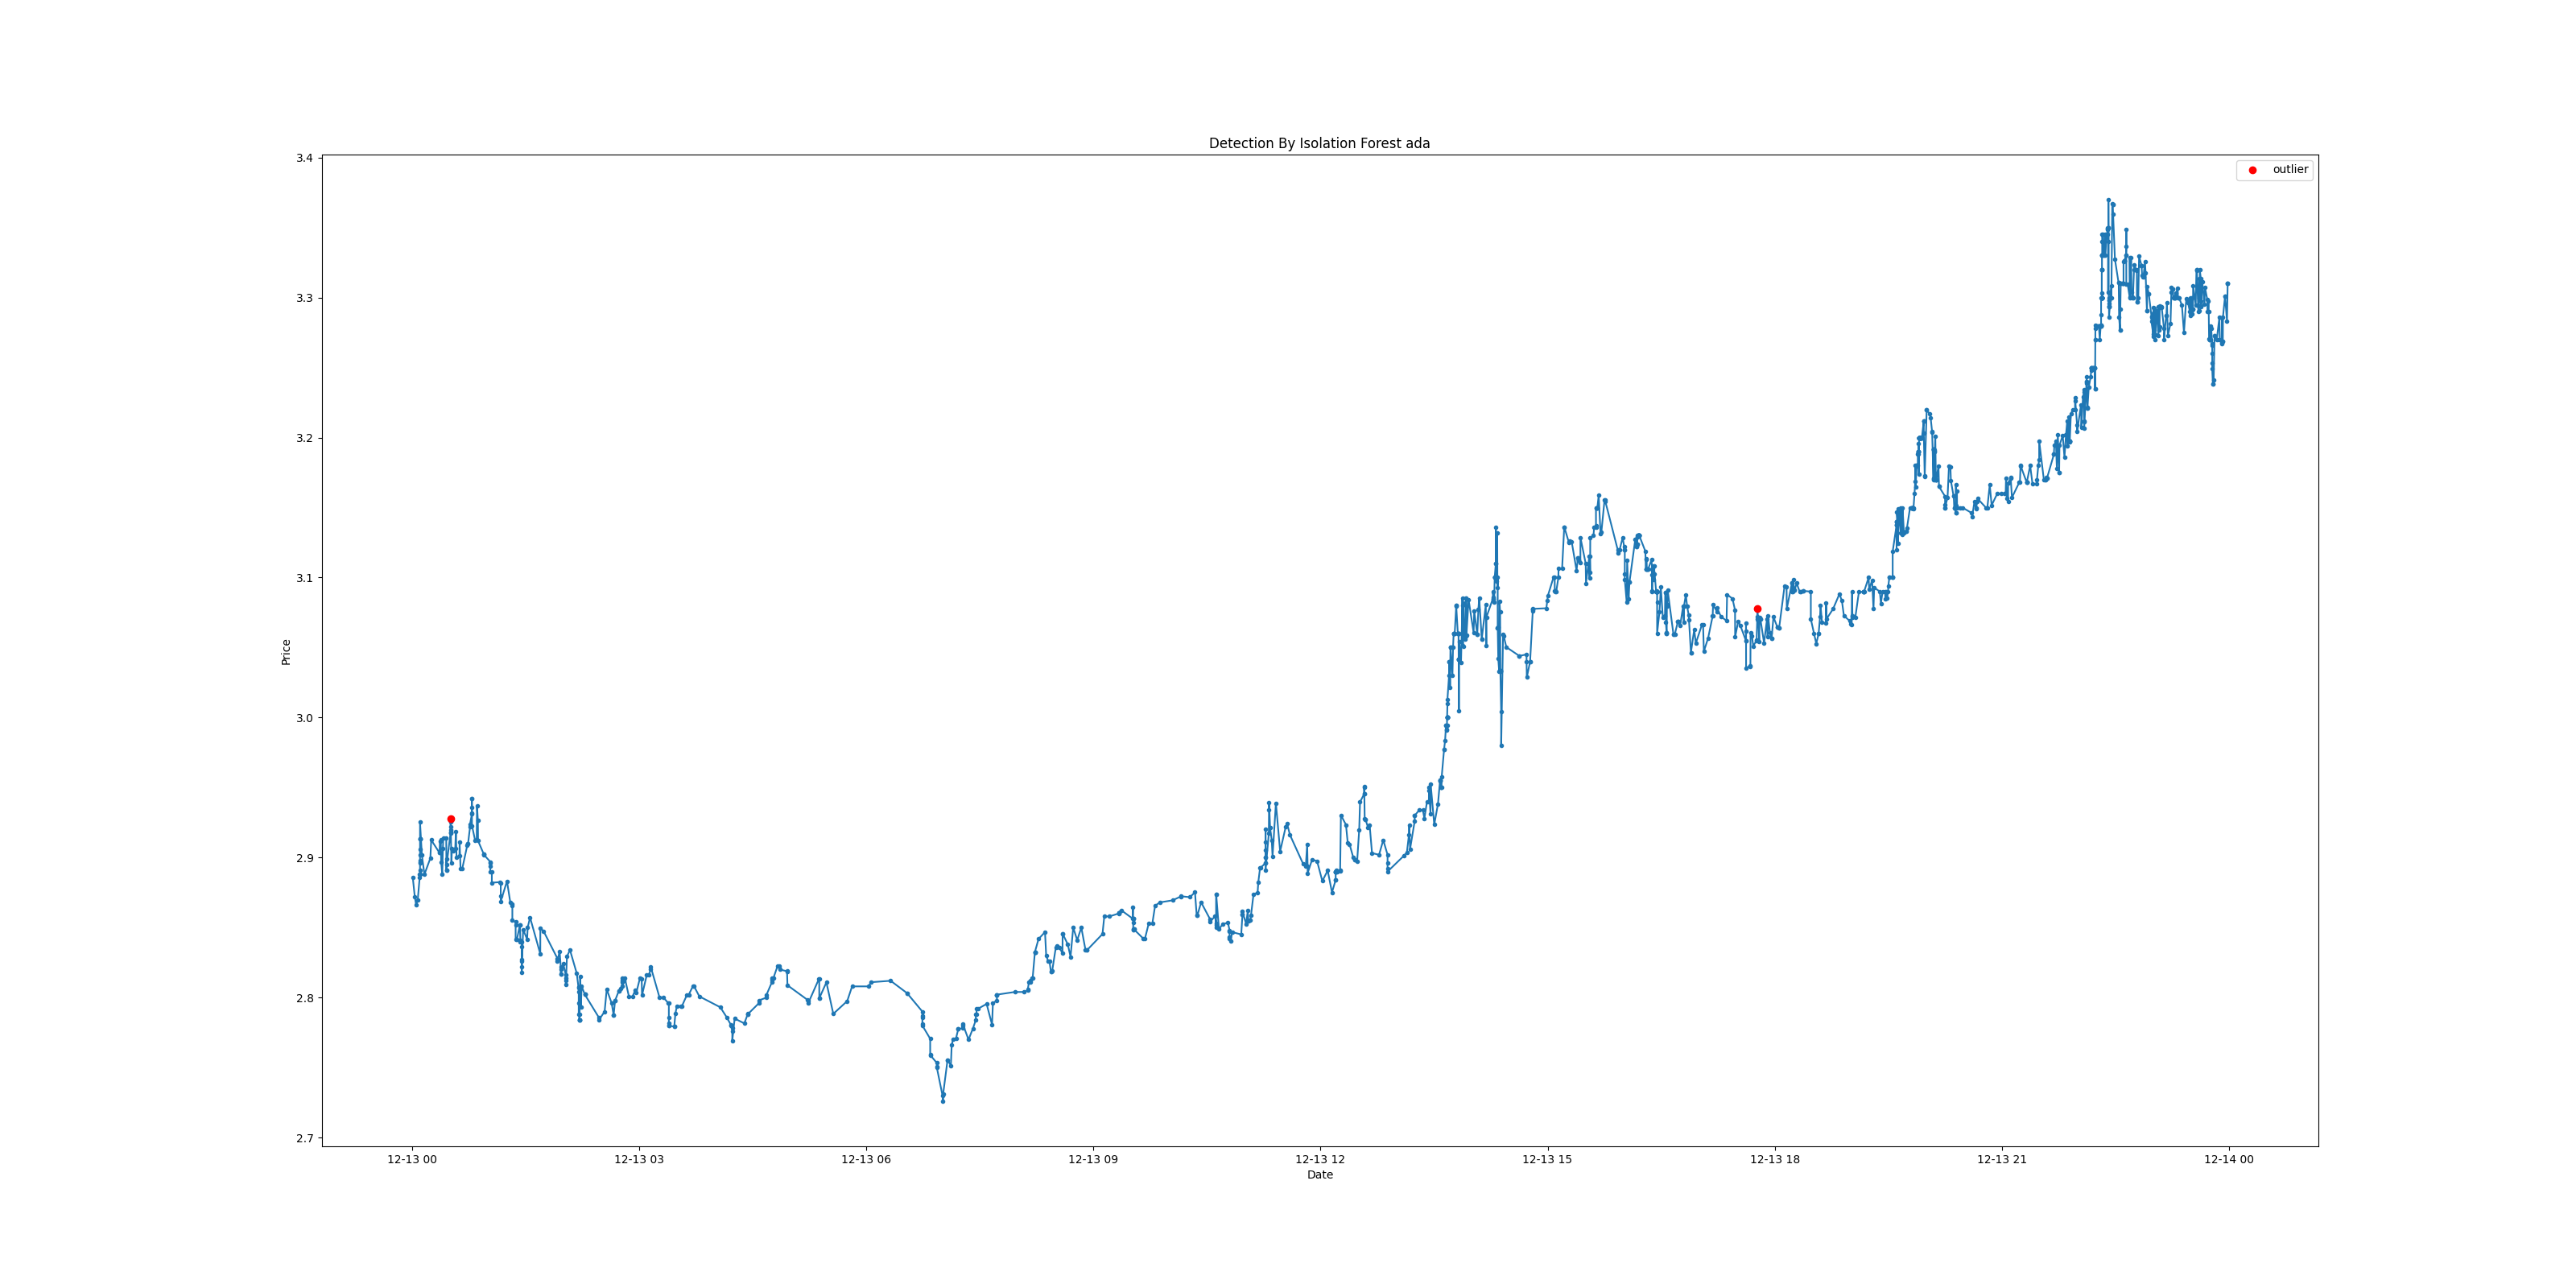 Detection By Isolation Forest ada
outlier
3.4
3.3
3.2
3.1
3.0
2.9
2.8
2.7
Price
12-13 00 12-13 03 12-13 06 12-13 09 12-13 12 12-13 15 12-13 18 12-13 21 12-14 00
Date